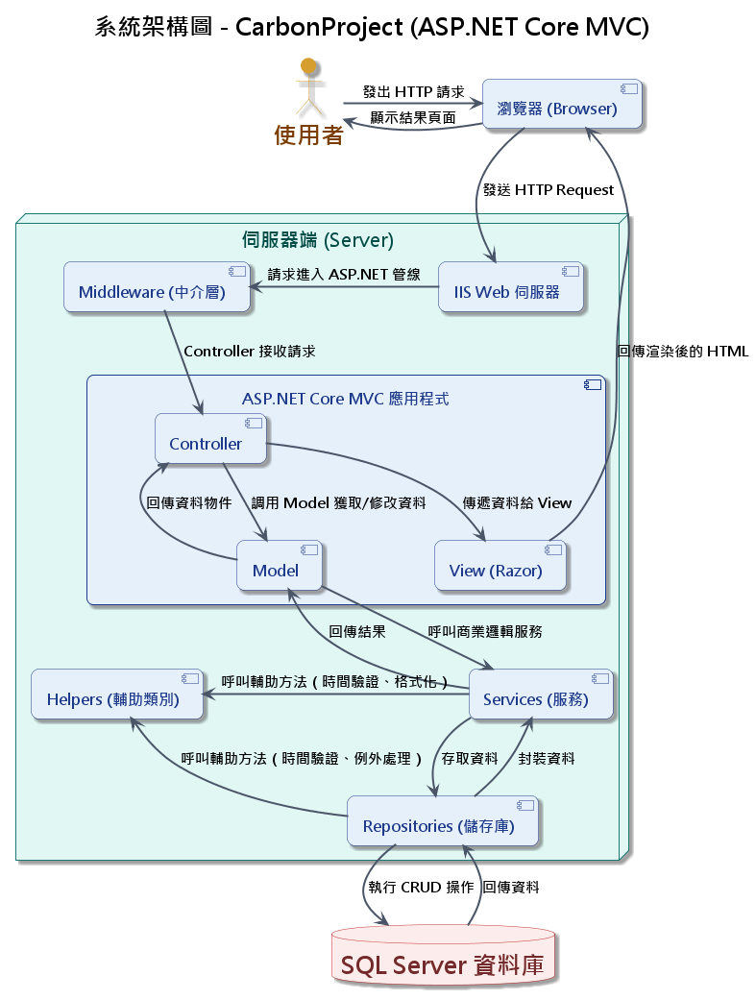 系統架構圖 - CarbonProject (ASP.NET Core MVC)
使用者
發出 HTTP 請求
顯示結果頁面
瀏覽器 (Browser)
發送 HTTP Request
伺服器端 (Server)
Middleware (中介層)
請求進入 ASP.NET 管線
IIS Web 伺服器
Controller 接收請求
回傳渲染後的 HTML
ASP.NET Core MVC 應用程式
Controller
回傳資料物件
調用 Model 獲取/修改資料
傳遞資料給 View
Model
View (Razor)
回傳結果
呼叫商業邏輯服務
Helpers (輔助類別)
呼叫輔助方法（時間驗證、格式化）
Services (服務)
呼叫輔助方法（時間驗證、例外處理）
存取資料
封裝資料
Repositories (儲存庫)
執行 CRUD 操作
回傳資料
SQL Server 資料庫